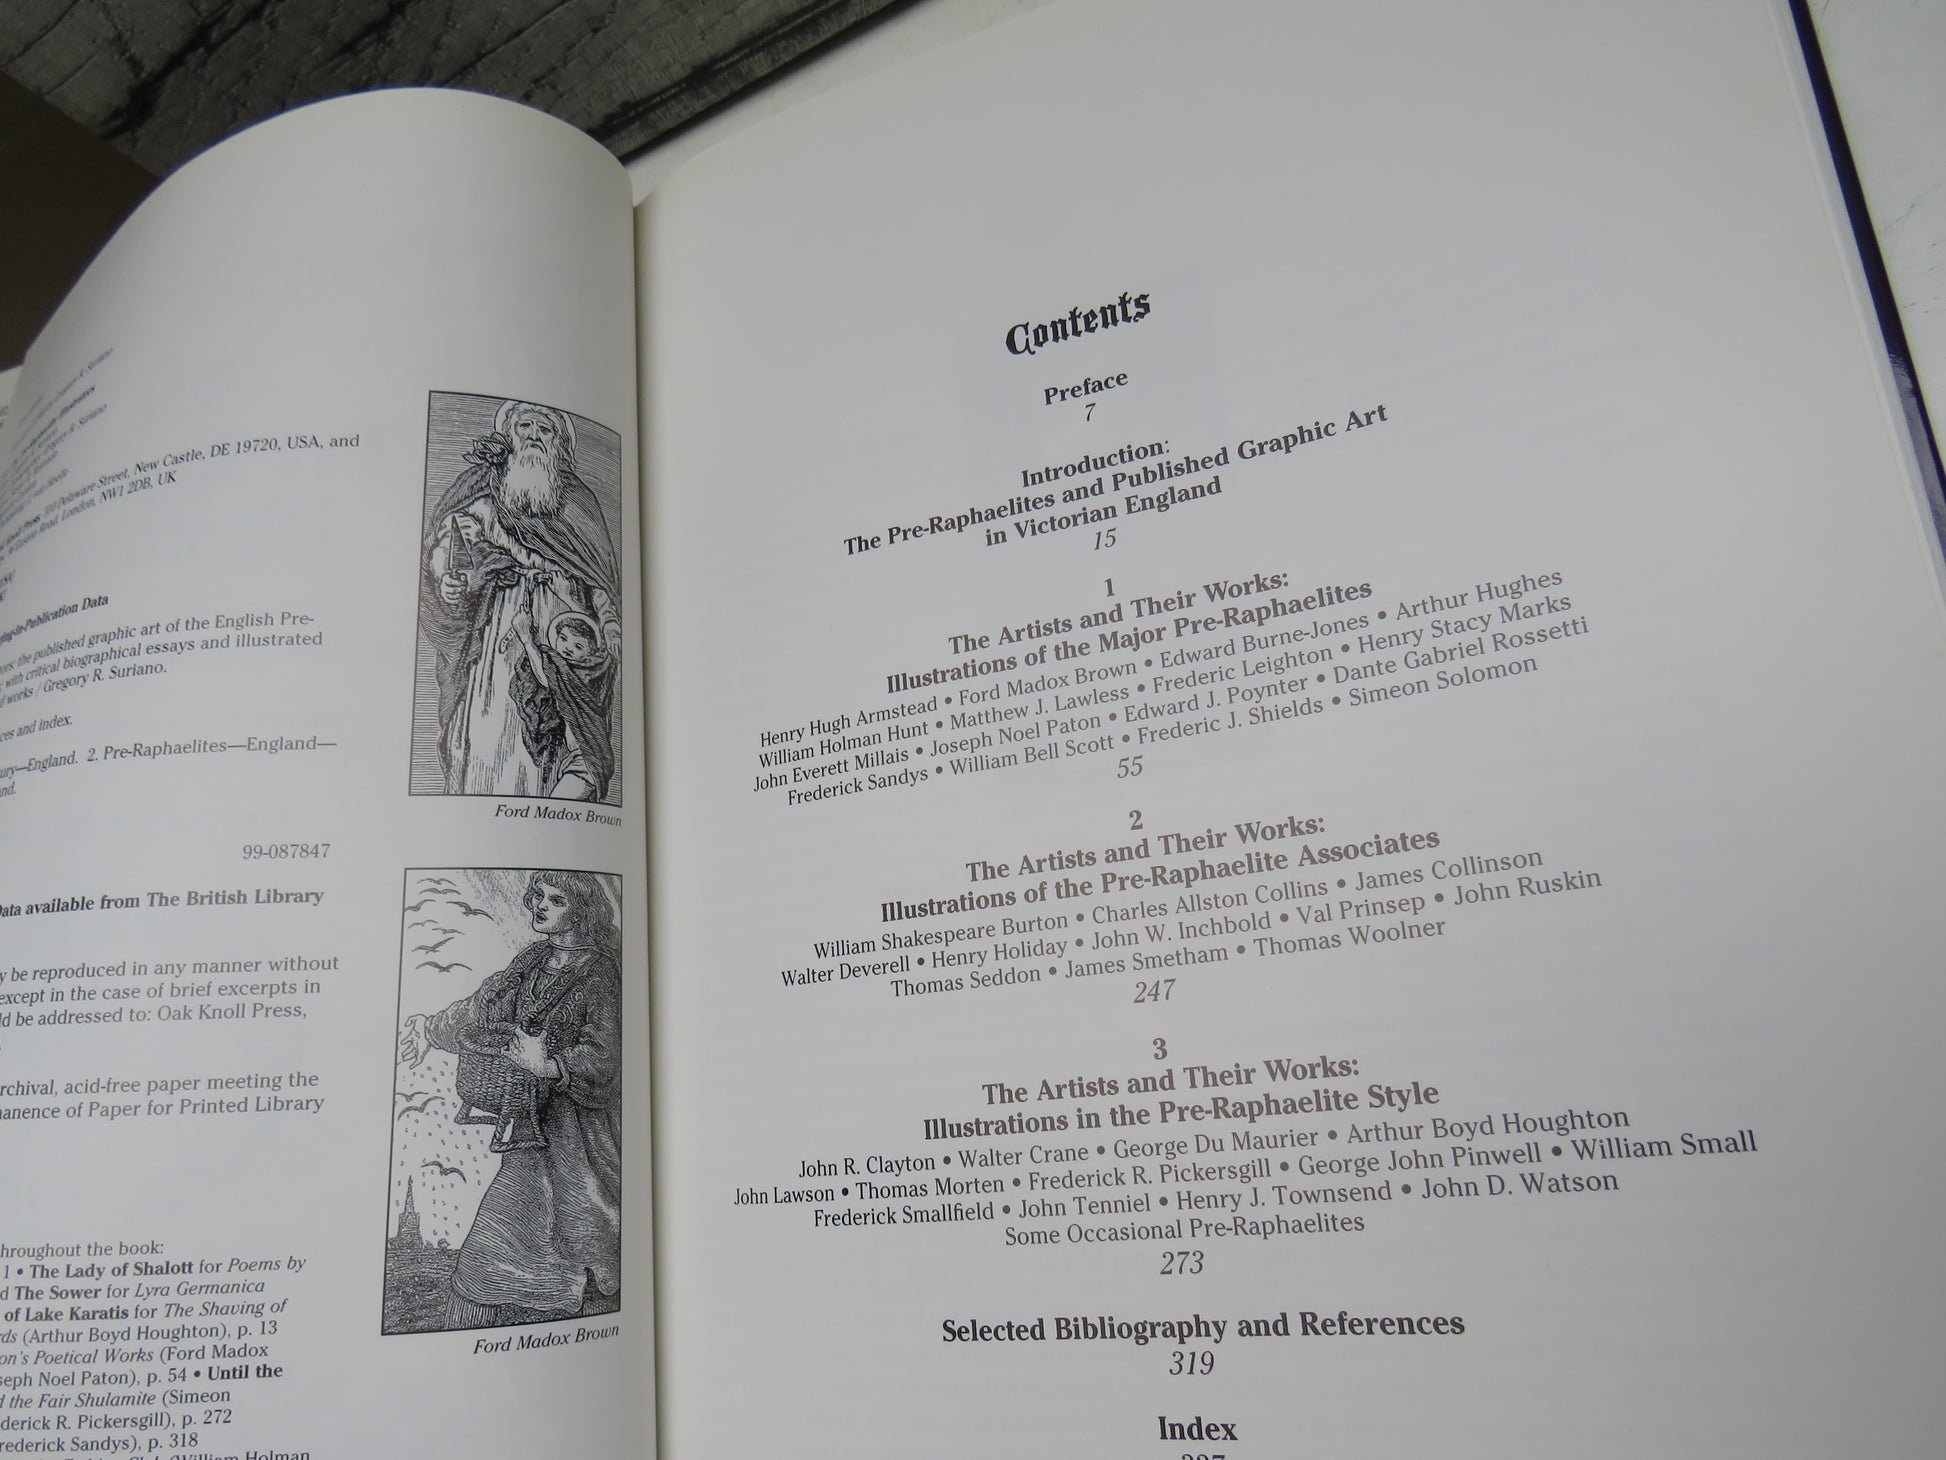 Gregory R. Suriano
Delaware Street, New Castle, DE 19720, USA, and
Euston Road, London, NW1 2DB, UK
-in-Publication Data
the published graphic art of the English Pre-
with critical biographical essays and illustrated
works / Gregory R. Suriano.
and index.
England. 2. Pre-Raphaelites—England—
99-087847
available from The British Library
be reproduced in any manner without
except in the case of brief excerpts in
be addressed to: Oak Knoll Press,
acid-free paper meeting the
of Paper for Printed Library
throughout the book:
1 • The Lady of Shalott for Poems by
The Sower for Lyra Germanica
of Lake Karatis for The Shaving of
(Arthur Boyd Houghton), p. 13
Poetical Works (Ford Madox
Noel Paton), p. 54 • Until the
the Fair Shulamite (Simeon
R. Pickersgill), p. 272
Sandys), p. 318
Holman
Ford Madox Brown
Ford Madox Brown
Contents
Preface
7
Introduction:
The Pre-Raphaelites and Published Graphic Art
in Victorian England
15
1
The Artists and Their Works:
Illustrations of the Major Pre-Raphaelites
Henry Hugh Armstead • Ford Madox Brown • Edward Burne-Jones • Arthur Hughes
William Holman Hunt • Matthew J. Lawless • Frederic Leighton • Henry Stacy Marks
John Everett Millais • Joseph Noel Paton • Edward J. Poynter • Dante Gabriel Rossetti
Frederick Sandys • William Bell Scott • Frederic J. Shields • Simeon Solomon
55
2
The Artists and Their Works:
Illustrations of the Pre-Raphaelite Associates
William Shakespeare Burton • Charles Allston Collins • James Collinson
Walter Deverell • Henry Holiday • John W. Inchbold • Val Prinsep • John Ruskin
Thomas Seddon • James Smetham • Thomas Woolner
247
3
The Artists and Their Works:
Illustrations in the Pre-Raphaelite Style
John R. Clayton • Walter Crane • George Du Maurier • Arthur Boyd Houghton
John Lawson • Thomas Morten • Frederick R. Pickersgill • George John Pinwell • William Small
Frederick Smallfield • John Tenniel • Henry J. Townsend • John D. Watson
Some Occasional Pre-Raphaelites
273
Selected Bibliography and References
319
Index